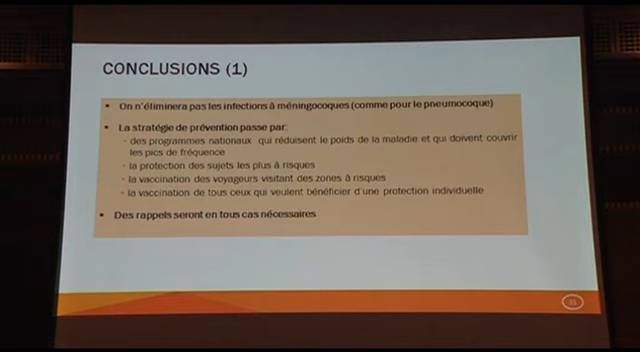 CONCLUSIONS (1)
• On n'éliminera pas les infections à méningocoques (comme pour le pneumocoque)
• La stratégie de prévention passe par:
- des programmes nationaux qui réduisent le poids de la maladie et qui doivent couvrir
les pics de fréquence
- la protection des sujets les plus à risques
- la vaccination des voyageurs visitant des zones à risques
- la vaccination de tous ceux qui veulent bénéficier d'une protection individuelle
• Des rappels seront en tous cas nécessaires